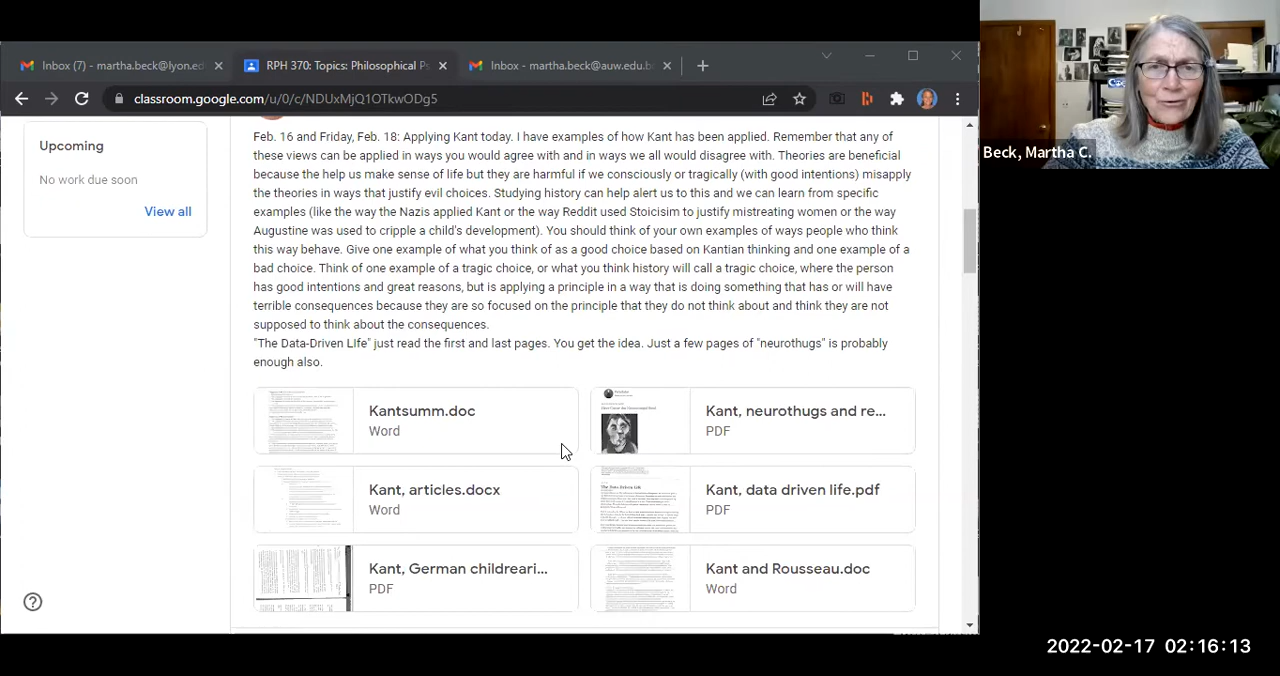 Inbox (7) - martha.beck@lyon.ed
RPH 370: Topics: Philosophical Ps
Inbox - martha.beck@auw.edu.b
classroom.google.com/u/0/c/NDUxMjQ1OTkwODg5
Upcoming
No work due soon
View all
Feb. 16 and Friday, Feb. 18: Applying Kant today. I have examples of how Kant has been applied. Remember that any of
these views can be applied in ways you would agree with and in ways we all would disagree with. Theories are beneficial
because the help us make sense of life but they are harmful if we consciously or tragically (with good intentions) misapply
the theories in ways that justify evil choices. Studying history can help alert us to this and we can learn from specific
examples (like the way the Nazis applied Kant or the way Reddit used Stoicisim to justify mistreating women or the way
Augustine was used to cripple a child's development). You should think of your own examples of ways people who think
this way behave. Give one example of what you think of as a good choice based on Kantian thinking and one example of a
bad choice. Think of one example of a tragic choice, or what you think history will call a tragic choice, where the person
has good intentions and great reasons, but is applying a principle in a way that is doing something that has or will have
terrible consequences because they are so focused on the principle that they do not think about and think they are not
supposed to think about the consequences.
"The Data-Driven LIfe" just read the first and last pages. You get the idea. Just a few pages of "neurothugs" is probably
enough also.
Kantsumm.doc
Word
Kant, neurothugs and re...
PDF
Kant, articles.docx
Word
Kant, data driven life.pdf
PDF
Kant, German childreari...
PDF
Kant and Rousseau.doc
Word
Beck, Martha C.
2022-02-17 02:16:13